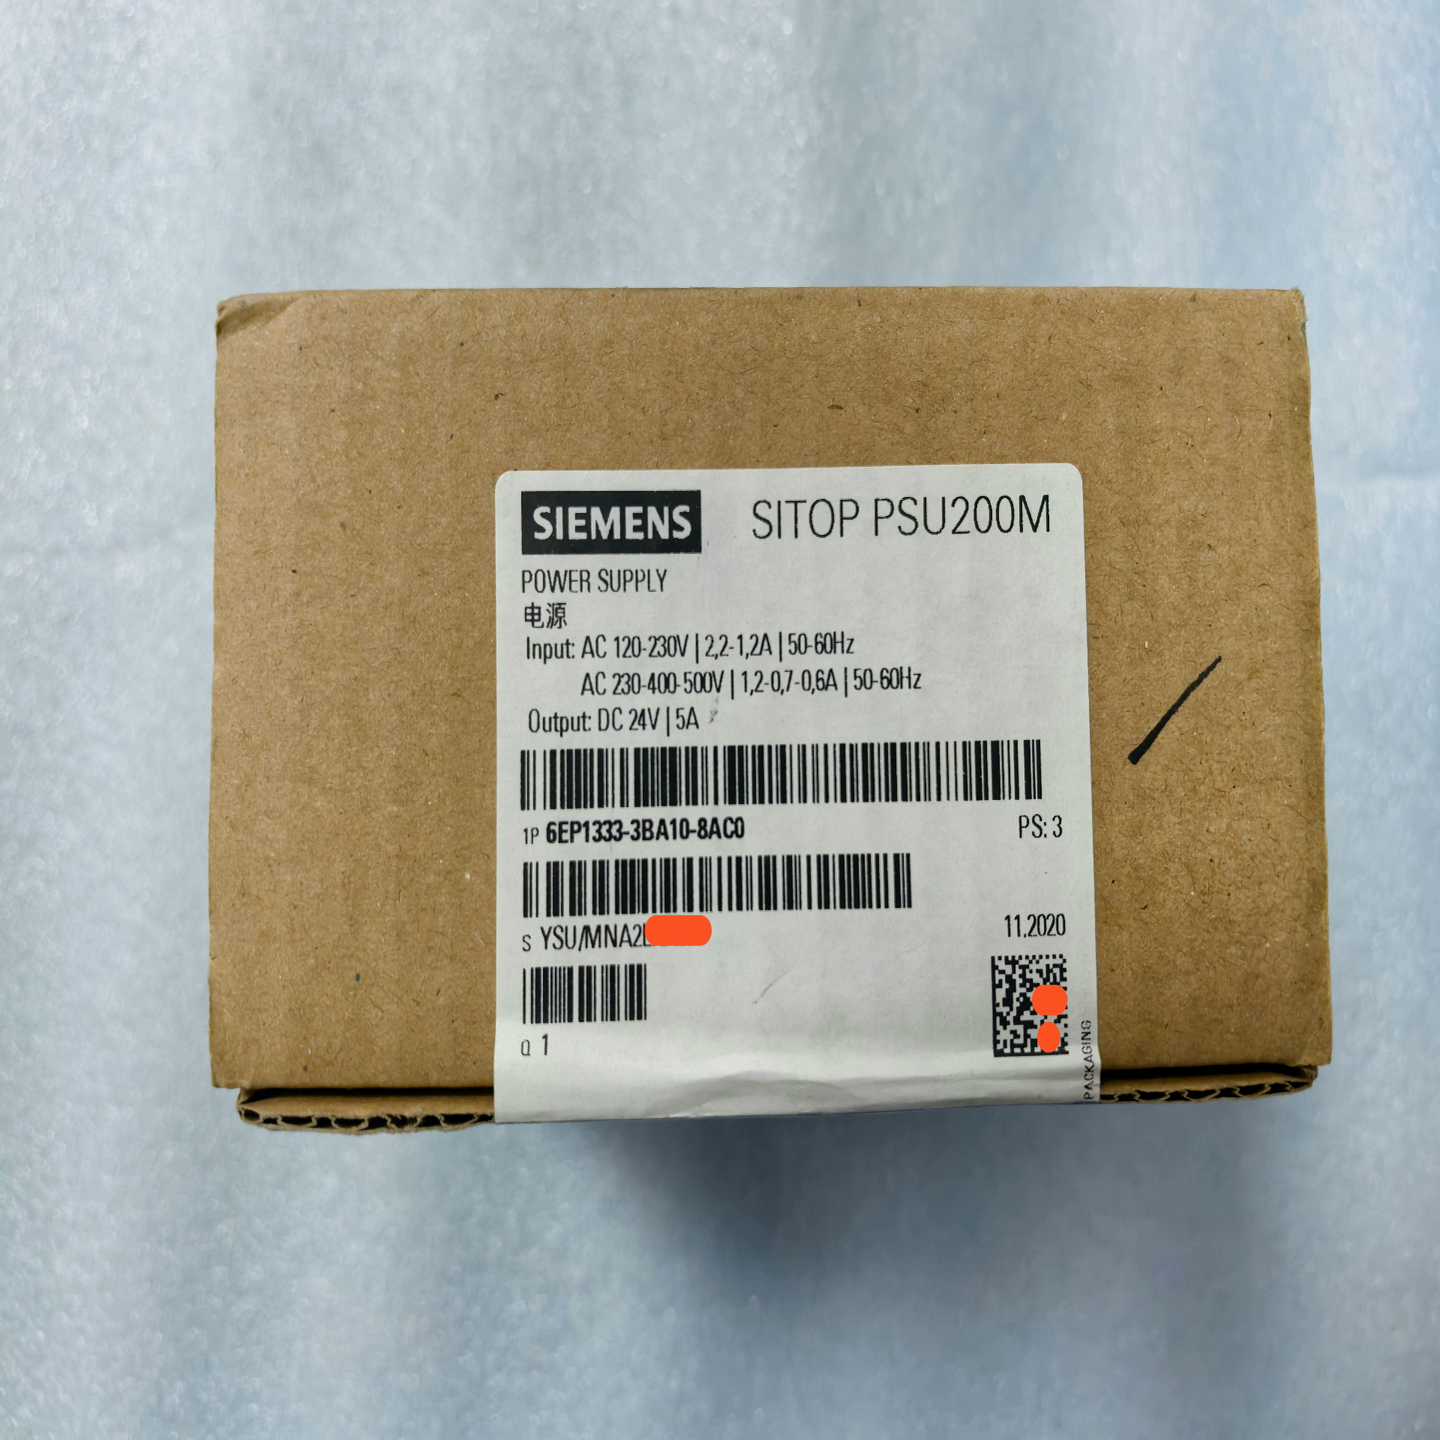 SIEMENS SITOP PSU200M
POWER SUPPLY
电源
Input: AC 120-230V | 2,2-1,2A | 50-60Hz
AC 230-400-500V | 1,2-0,7-0,6A | 50-60Hz
Output: DC 24V | 5A
1P 6EP1333-3BA10-8AC0 PS: 3
S YSU/MNA2
11.2020
Q 1
PACKAGING